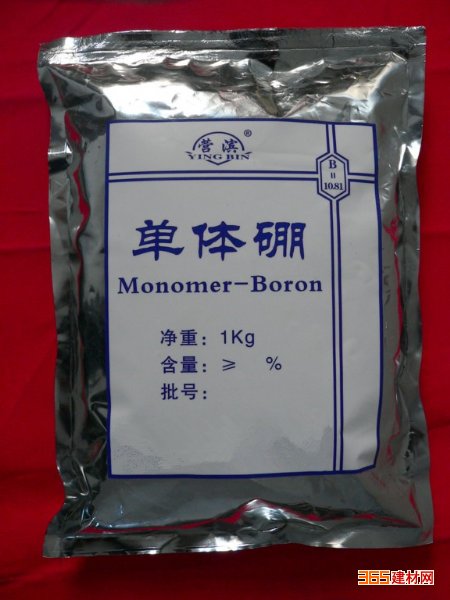 营滨 ®
YING BIN
B
=
10.81
单体硼
Monomer-Boron
净重：1Kg
含量：≥ %
批号：
365建材网